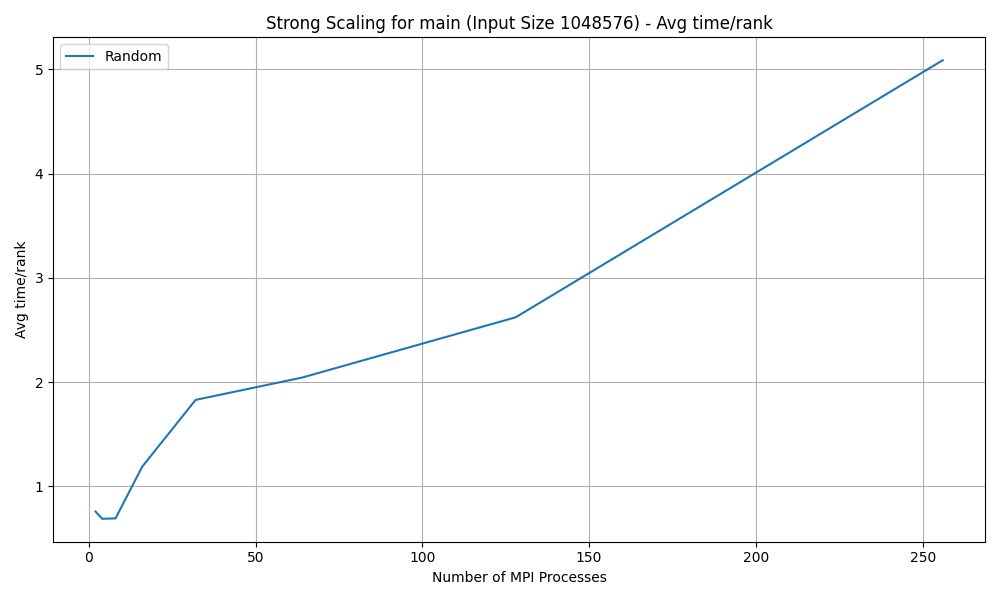 Strong Scaling for main (Input Size 1048576) - Avg time/rank
Random
5
4
3
2
1
Avg time/rank
0 50 100 150 200 250
Number of MPI Processes